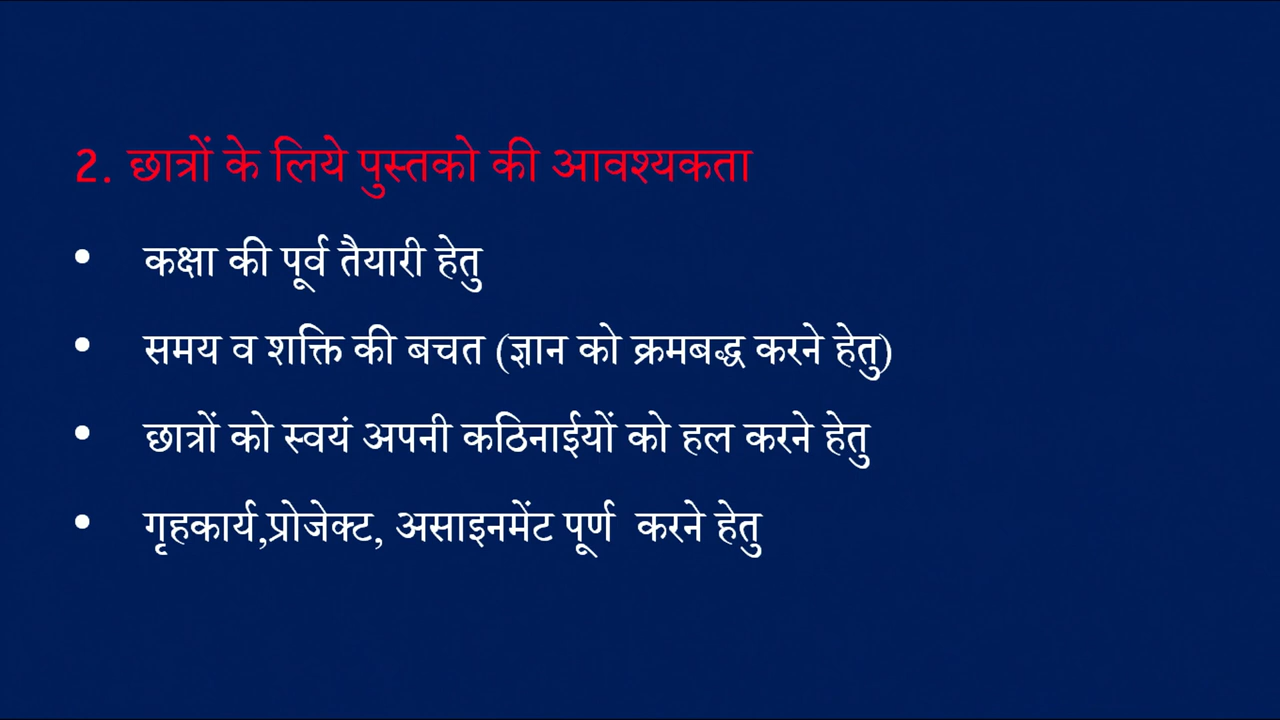 2. छात्रों के लिये पुस्तको की आवश्यकता
• कक्षा की पूर्व तैयारी हेतु
• समय व शक्ति की बचत (ज्ञान को क्रमबद्ध करने हेतु)
• छात्रों को स्वयं अपनी कठिनाईयों को हल करने हेतु
• गृहकार्य,प्रोजेक्ट, असाइनमेंट पूर्ण  करने हेतु